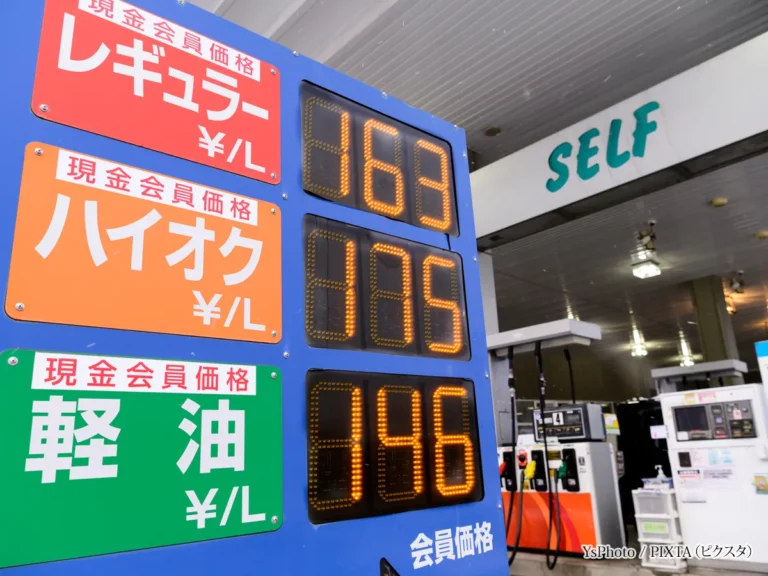 現金会員価格
レギュラー
¥/L
163
現金会員価格
ハイオク
¥/L
175
現金会員価格
軽油
¥/L
146
会員価格
SELF
YsPhoto / PIXTA(ピクスタ)